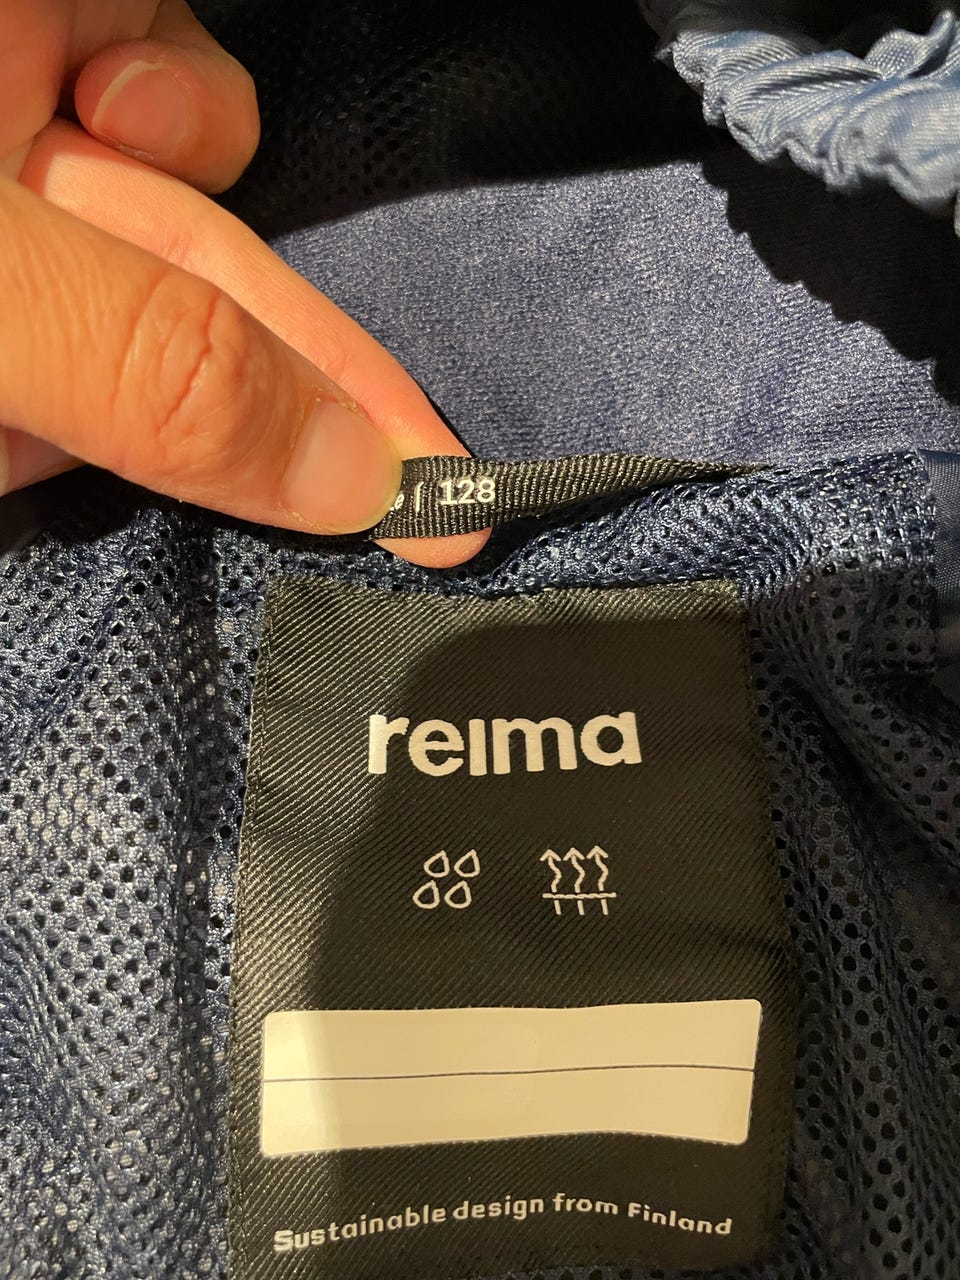 128
reima
Sustainable design from Finland